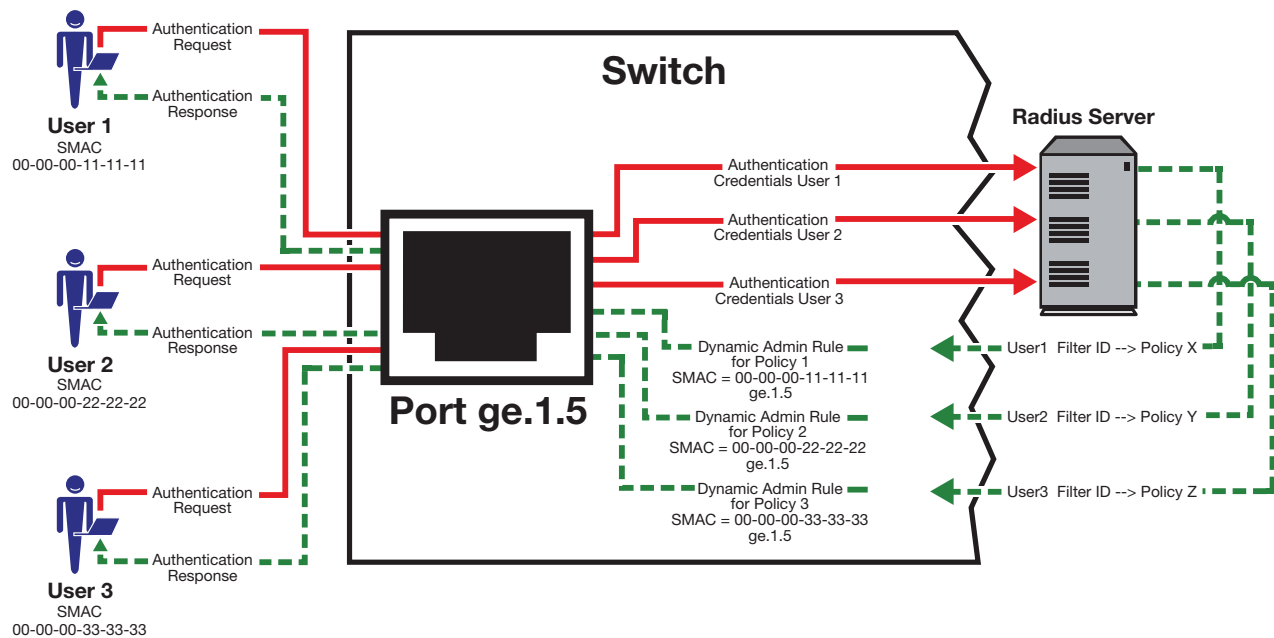 Authentication
Request
Authentication
Response
User 1
SMAC
00-00-00-11-11-11
Authentication
Request
Authentication
Response
User 2
SMAC
00-00-00-22-22-22
Authentication
Request
Authentication
Response
User 3
SMAC
00-00-00-33-33-33
Switch
Port ge.1.5
Authentication
Credentials User 1
Authentication
Credentials User 2
Authentication
Credentials User 3
Dynamic Admin Rule
for Policy 1
SMAC = 00-00-00-11-11-11
ge.1.5
Dynamic Admin Rule
for Policy 2
SMAC = 00-00-00-22-22-22
ge.1.5
Dynamic Admin Rule
for Policy 3
SMAC = 00-00-00-33-33-33
ge.1.5
Radius Server
User1 Filter ID --> Policy X
User2 Filter ID --> Policy Y
User3 Filter ID --> Policy Z